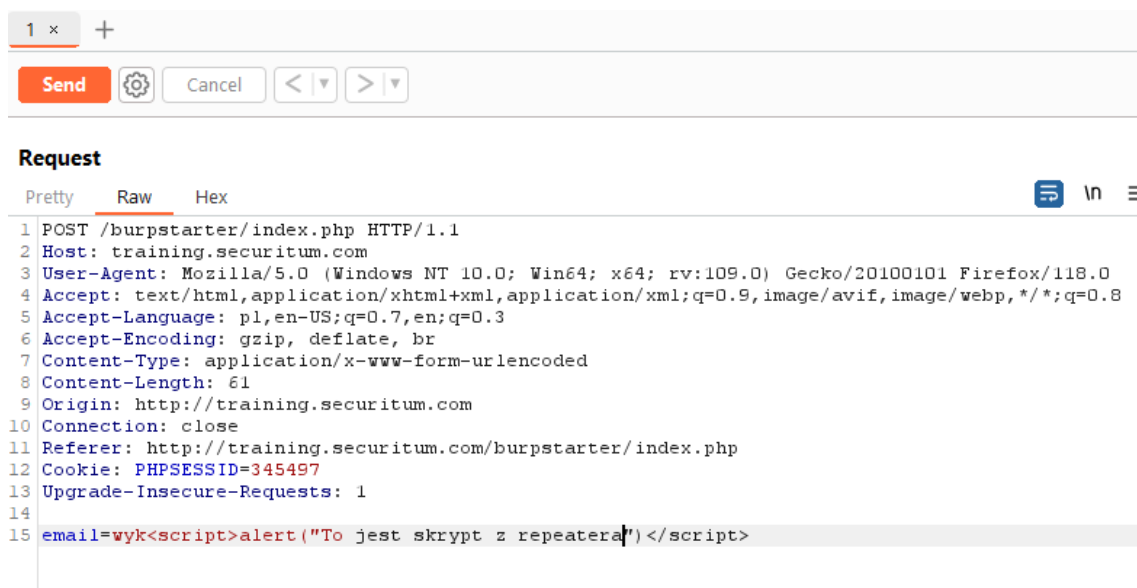 1 ×
Send Cancel < >
Request
Pretty Raw Hex \n
1 POST /burpstarter/index.php HTTP/1.1
2 Host: training.securitum.com
3 User-Agent: Mozilla/5.0 (Windows NT 10.0; Win64; x64; rv:109.0) Gecko/20100101 Firefox/118.0
4 Accept: text/html,application/xhtml+xml,application/xml;q=0.9,image/avif,image/webp,*/*;q=0.8
5 Accept-Language: pl,en-US;q=0.7,en;q=0.3
6 Accept-Encoding: gzip, deflate, br
7 Content-Type: application/x-www-form-urlencoded
8 Content-Length: 61
9 Origin: http://training.securitum.com
10 Connection: close
11 Referer: http://training.securitum.com/burpstarter/index.php
12 Cookie: PHPSESSID=345497
13 Upgrade-Insecure-Requests: 1
14
15 email=wyk<script>alert("To jest skrypt z repeatera")</script>